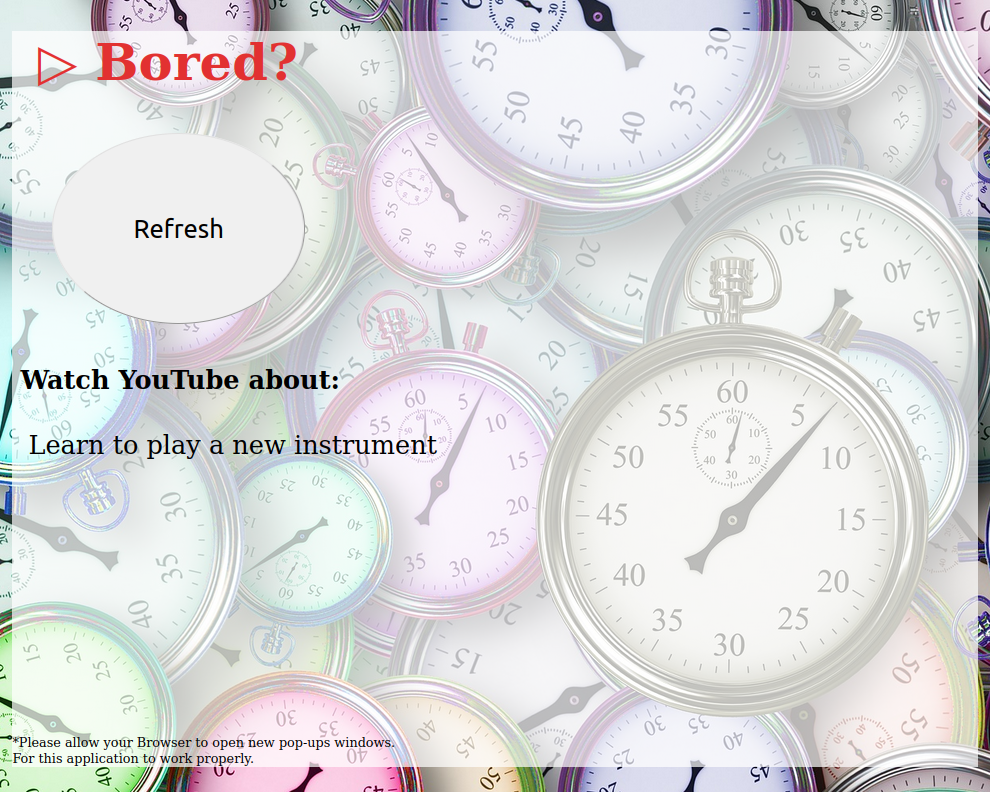 ▷ Bored?
Refresh
Watch YouTube about:
Learn to play a new instrument
*Please allow your Browser to open new pop-ups windows.
For this application to work properly.